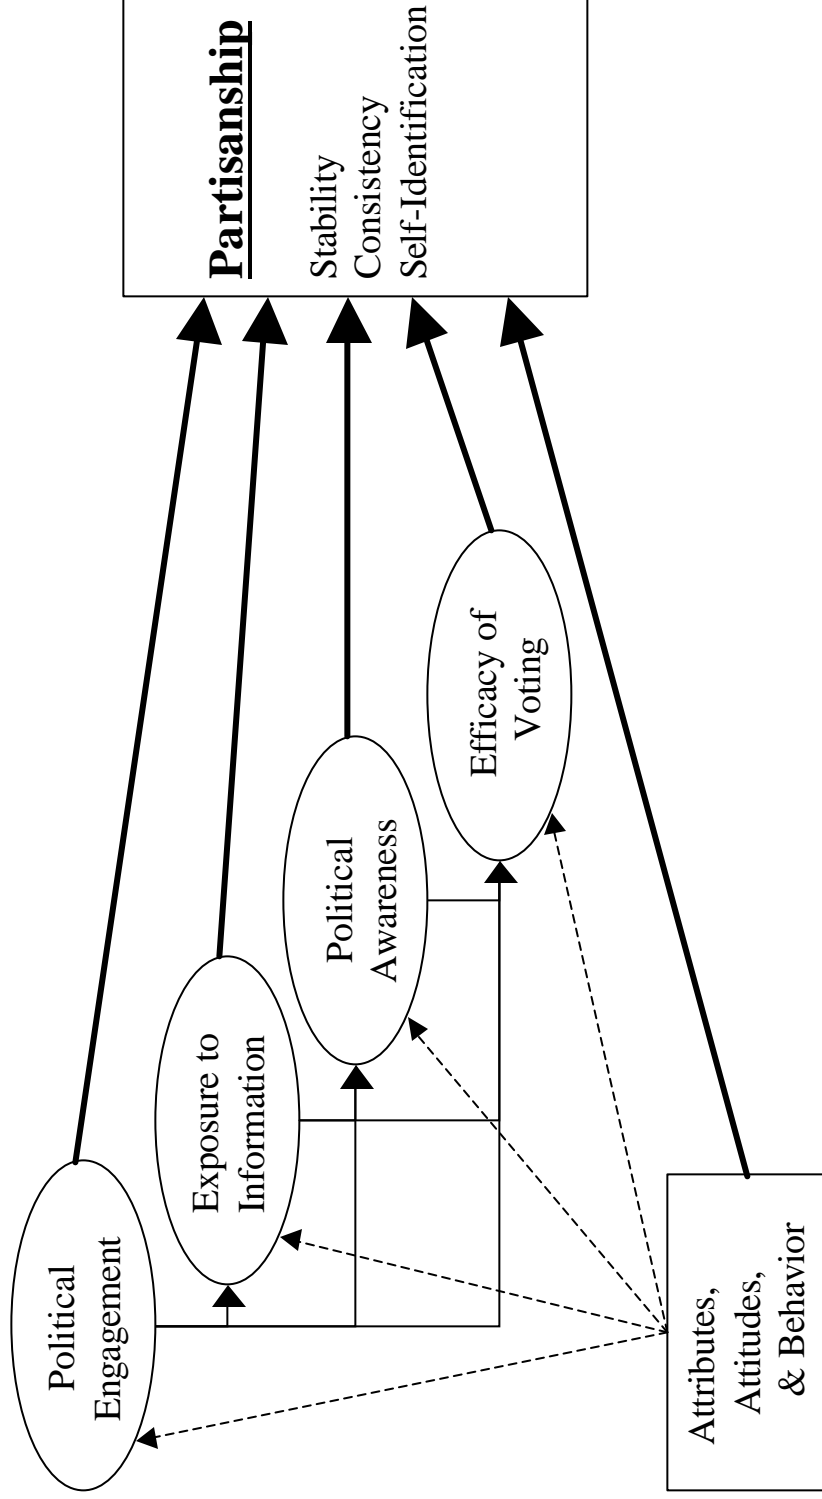 Political
Engagement
Exposure to
Information
Political
Awareness
Efficacy of
Voting
Attributes,
Attitudes,
& Behavior
Partisanship
Stability
Consistency
Self-Identification